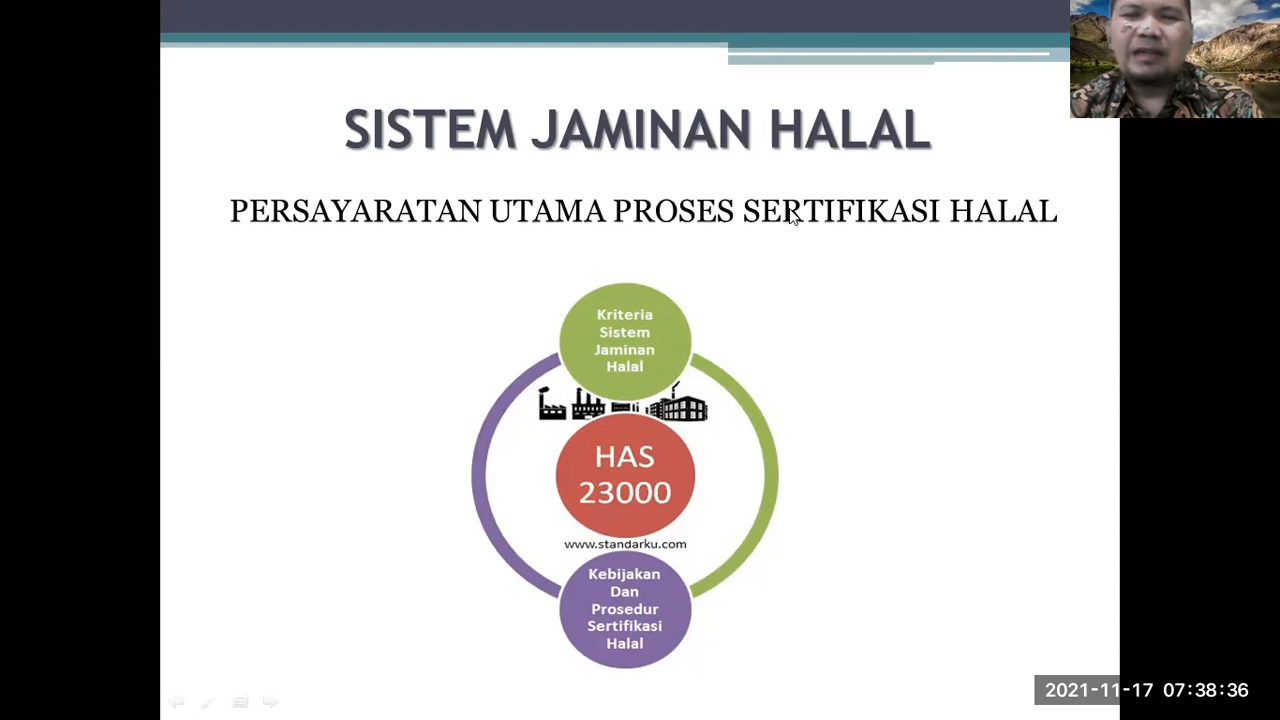 SISTEM JAMINAN HALAL
PERSAYARATAN UTAMA PROSES SERTIFIKASI HALAL
Kriteria
Sistem
Jaminan
Halal
HAS
23000
www.standarku.com
Kebijakan
Dan
Prosedur
Sertifikasi
Halal
2021-11-17 07:38:36